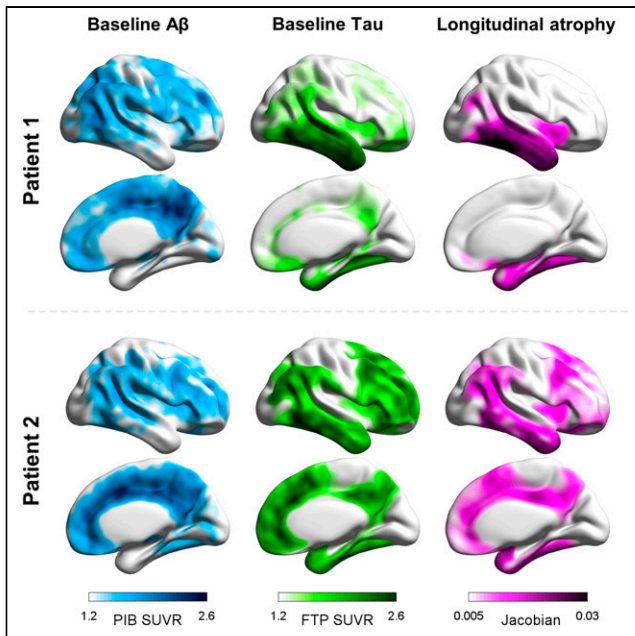 Baseline Aβ Baseline Tau Longitudinal atrophy
Patient 1
Patient 2
1.2 PIB SUVR 2.6 1.2 FTP SUVR 2.6 0.005 Jacobian 0.03